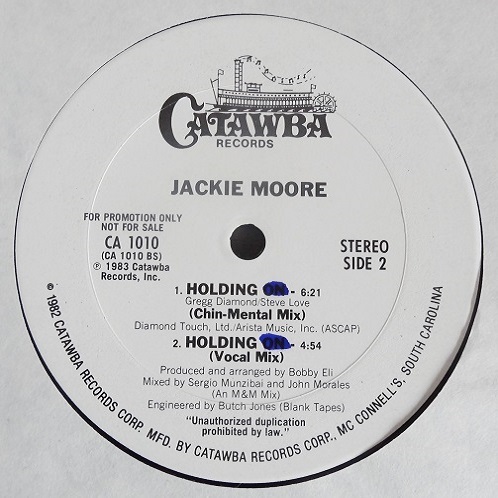 CATAWBA
RECORDS
JACKIE MOORE
FOR PROMOTION ONLY
NOT FOR SALE
CA 1010
(CA 1010 BS)
℗ 1983 Catawba
Records, Inc.
STEREO
SIDE 2
1. HOLDING ON - 6:21
Gregg Diamond/Steve Love
(Chin-Mental Mix)
Diamond Touch, Ltd./Arista Music, Inc. (ASCAP)
2. HOLDING ON - 4:54
(Vocal Mix)
Produced and arranged by Bobby Eli
Mixed by Sergio Munzibai and John Morales
(An M&M Mix)
Engineered by Butch Jones (Blank Tapes)
"Unauthorized duplication
prohibited by law."
© 1982 CATAWBA RECORDS CORP. MFD. BY CATAWBA RECORDS CORP., MC CONNELL'S, SOUTH CAROLINA